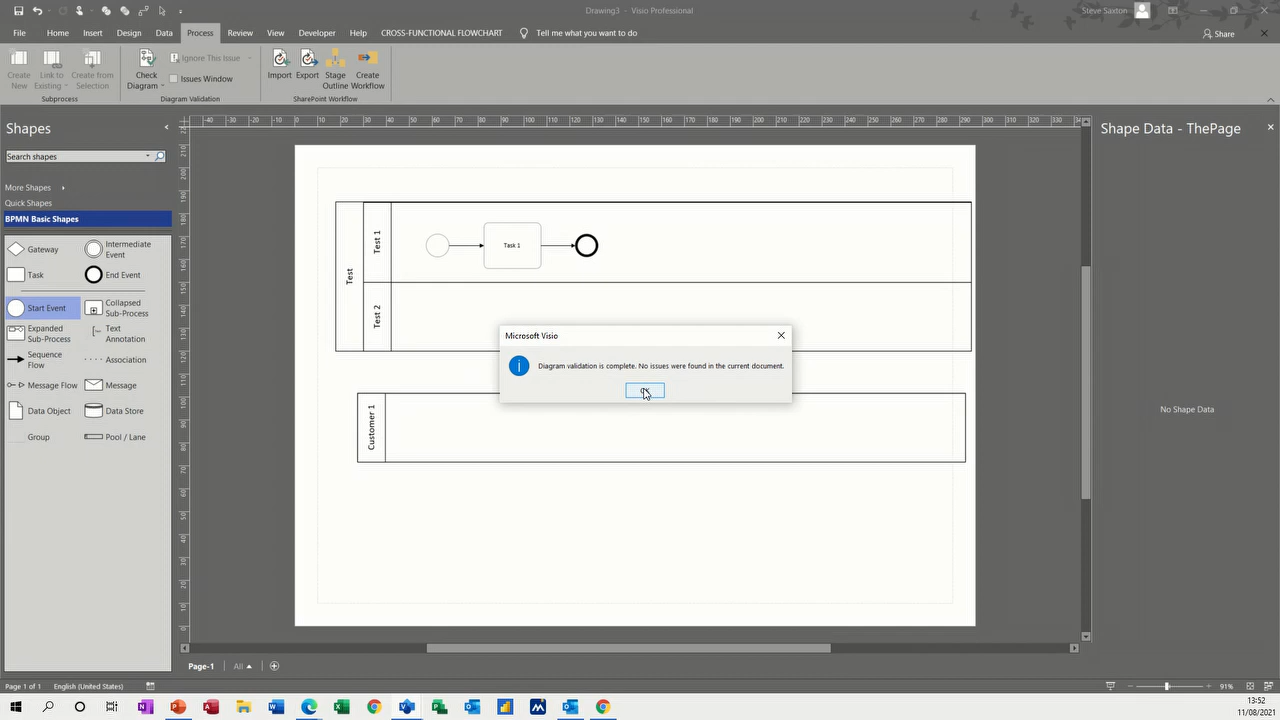 Drawing3 - Visio Professional
Steve Saxton
File Home Insert Design Data Process Review View Developer Help CROSS-FUNCTIONAL FLOWCHART Tell me what you want to do
Share
Create New
Link to Existing
Create from Selection
Subprocess
Check Diagram
Ignore This Issue
Issues Window
Diagram Validation
Import
Export
Stage Outline
Create Workflow
SharePoint Workflow
Shapes
Search shapes
More Shapes
Quick Shapes
BPMN Basic Shapes
Gateway
Intermediate Event
Task
End Event
Start Event
Collapsed Sub-Process
Expanded Sub-Process
Text Annotation
Sequence Flow
Association
Message Flow
Message
Data Object
Data Store
Group
Pool / Lane
Test
Test 1
Task 1
Test 2
Customer 1
Microsoft Visio
Diagram validation is complete. No issues were found in the current document.
Shape Data - ThePage
No Shape Data
Page-1
All
Page 1 of 1
English (United States)
91%
13:52
11/08/2021